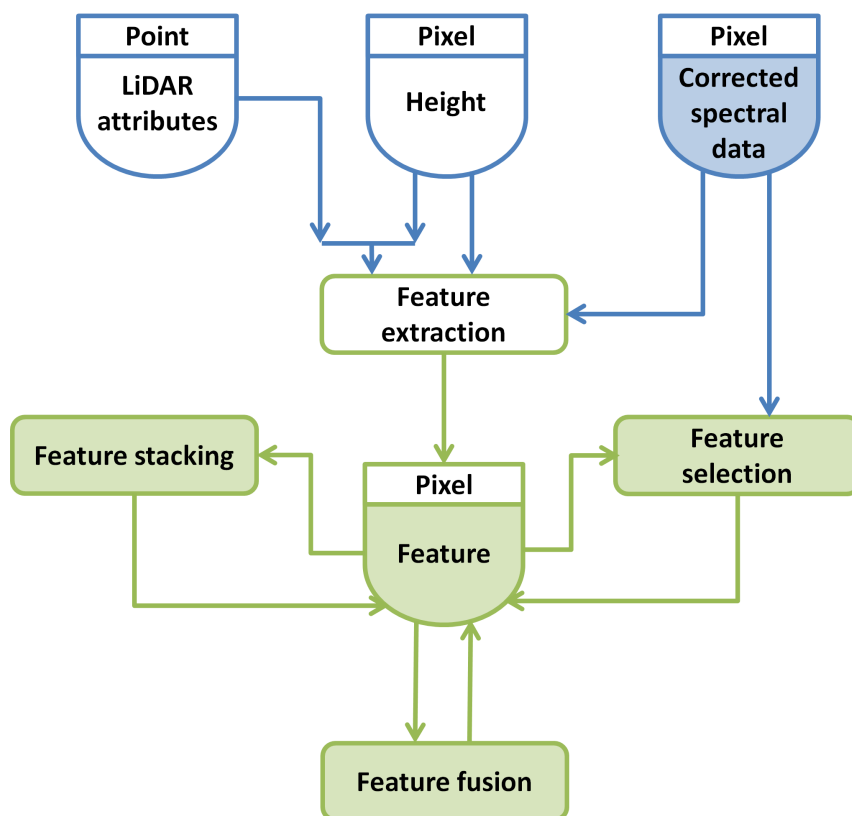 Point
LiDAR
attributes
Pixel
Height
Pixel
Corrected
spectral
data
Feature
extraction
Feature stacking
Feature
selection
Pixel
Feature
Feature fusion